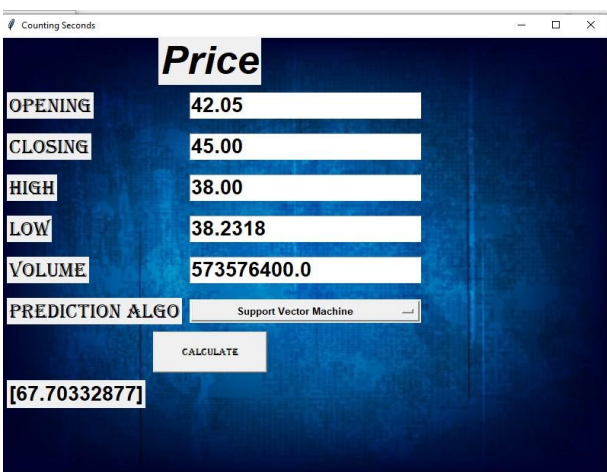 Counting Seconds
Price
OPENING 42.05
CLOSING 45.00
HIGH 38.00
LOW 38.2318
VOLUME 573576400.0
PREDICTION ALGO Support Vector Machine
CALCULATE
[67.70332877]